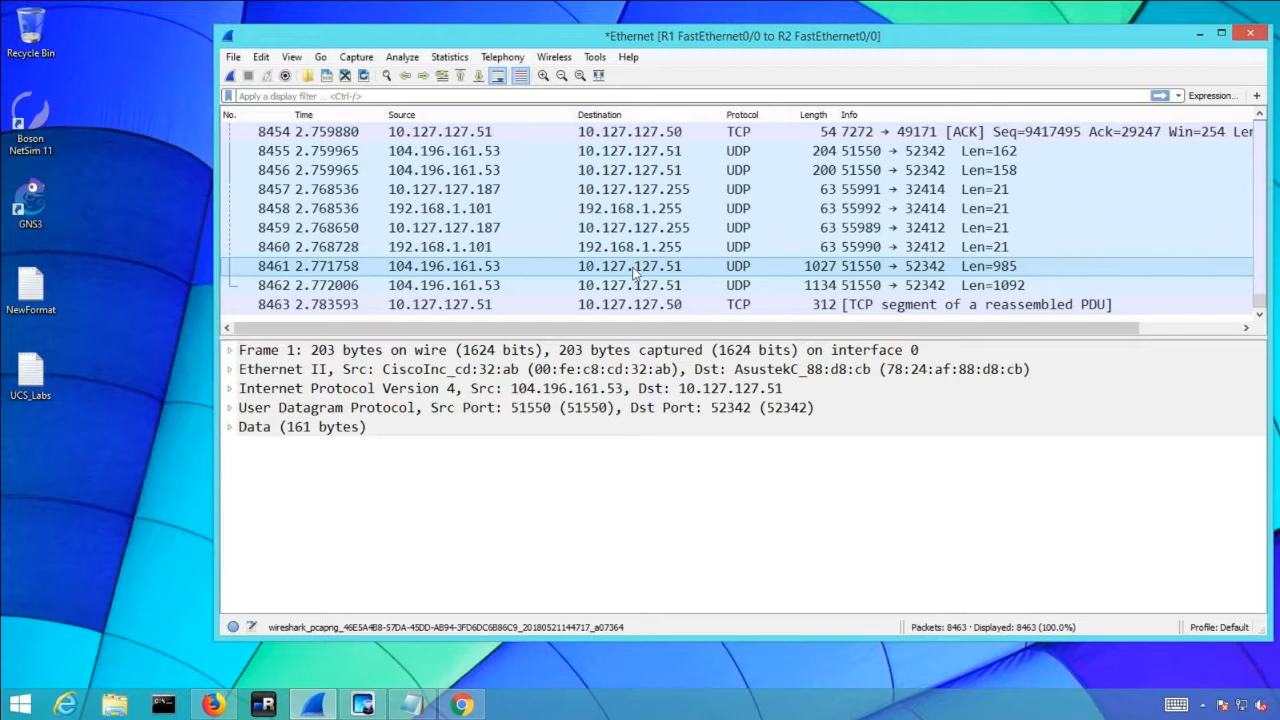 Recycle Bin
Boson
NetSim 11
GNS3
NewFormat
UCS_Labs
*Ethernet [R1 FastEthernet0/0 to R2 FastEthernet0/0]
File Edit View Go Capture Analyze Statistics Telephony Wireless Tools Help
Apply a display filter ... <Ctrl-/> Expression... +
No. Time Source Destination Protocol Length Info
8454 2.759880 10.127.127.51 10.127.127.50 TCP 54 7272 → 49171 [ACK] Seq=9417495 Ack=29247 Win=254 Len
8455 2.759965 104.196.161.53 10.127.127.51 UDP 204 51550 → 52342 Len=162
8456 2.759965 104.196.161.53 10.127.127.51 UDP 200 51550 → 52342 Len=158
8457 2.768536 10.127.127.187 10.127.127.255 UDP 63 55991 → 32414 Len=21
8458 2.768536 192.168.1.101 192.168.1.255 UDP 63 55992 → 32414 Len=21
8459 2.768650 10.127.127.187 10.127.127.255 UDP 63 55989 → 32412 Len=21
8460 2.768728 192.168.1.101 192.168.1.255 UDP 63 55990 → 32412 Len=21
8461 2.771758 104.196.161.53 10.127.127.51 UDP 1027 51550 → 52342 Len=985
8462 2.772006 104.196.161.53 10.127.127.51 UDP 1134 51550 → 52342 Len=1092
8463 2.783593 10.127.127.51 10.127.127.50 TCP 312 [TCP segment of a reassembled PDU]
Frame 1: 203 bytes on wire (1624 bits), 203 bytes captured (1624 bits) on interface 0
Ethernet II, Src: CiscoInc_cd:32:ab (00:fe:c8:cd:32:ab), Dst: AsustekC_88:d8:cb (78:24:af:88:d8:cb)
Internet Protocol Version 4, Src: 104.196.161.53, Dst: 10.127.127.51
User Datagram Protocol, Src Port: 51550 (51550), Dst Port: 52342 (52342)
Data (161 bytes)
wireshark_pcapng_46E5A4B8-57DA-45DD-AB94-3FD6DC6B86C9_20180521144717_a07364 Packets: 8463 · Displayed: 8463 (100.0%) Profile: Default